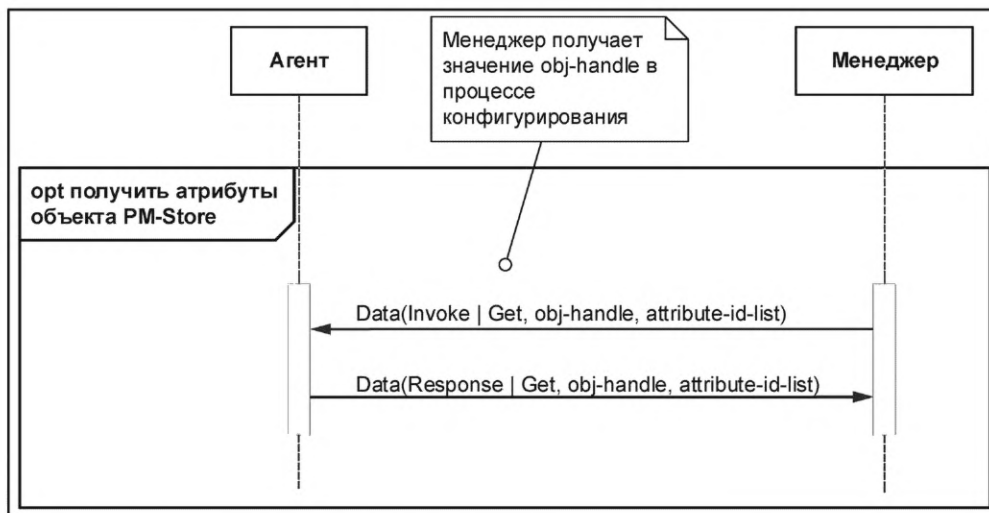 Агент
Менеджер получает
значение obj-handle в
процессе
конфигурирования
Менеджер
opt получить атрибуты
объекта PM-Store
Data(Invoke | Get, obj-handle, attribute-id-list)
Data(Response | Get, obj-handle, attribute-id-list)